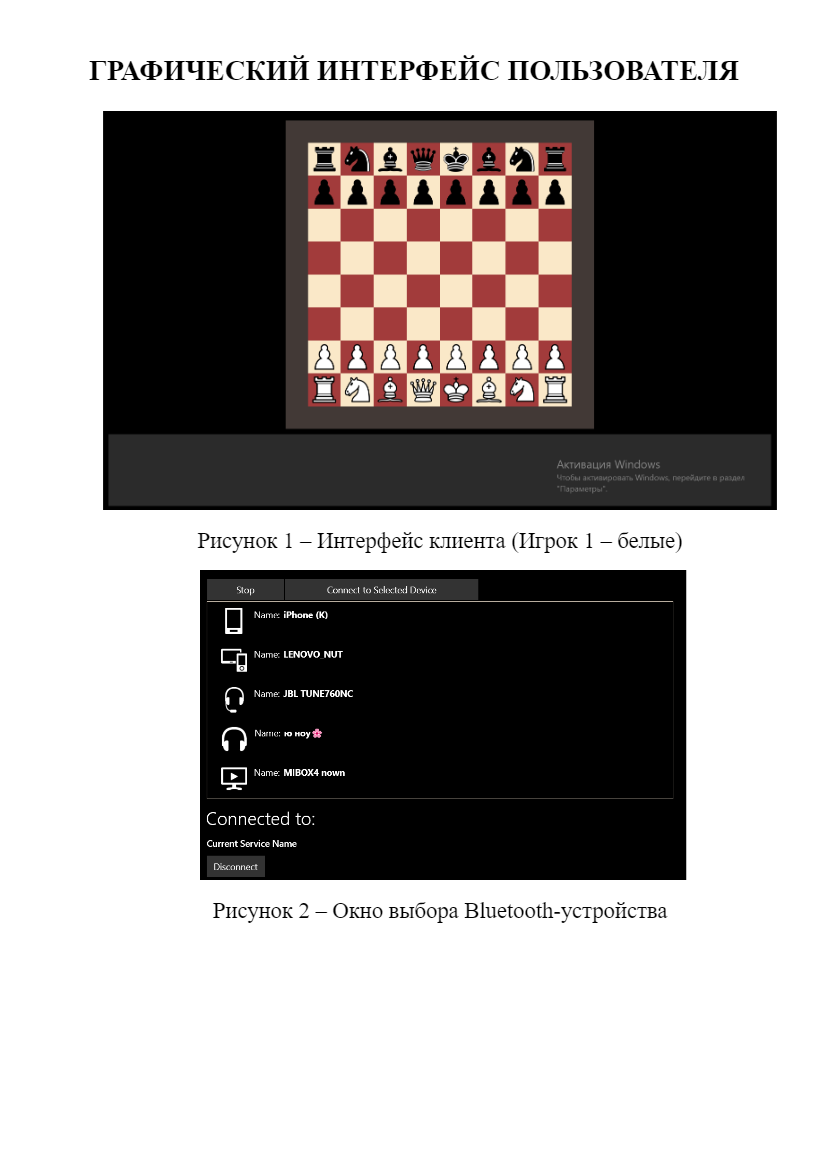 ГРАФИЧЕСКИЙ ИНТЕРФЕЙС ПОЛЬЗОВАТЕЛЯ
Активация Windows
Чтобы активировать Windows, перейдите в раздел
"Параметры".
Рисунок 1 – Интерфейс клиента (Игрок 1 – белые)
Stop Connect to Selected Device
Name: iPhone (K)
Name: LENOVO_NUT
Name: JBL TUNE760NC
Name: ю ноу🌸
Name: MIBOX4 nown
Connected to:
Current Service Name
Disconnect
Рисунок 2 – Окно выбора Bluetooth-устройства